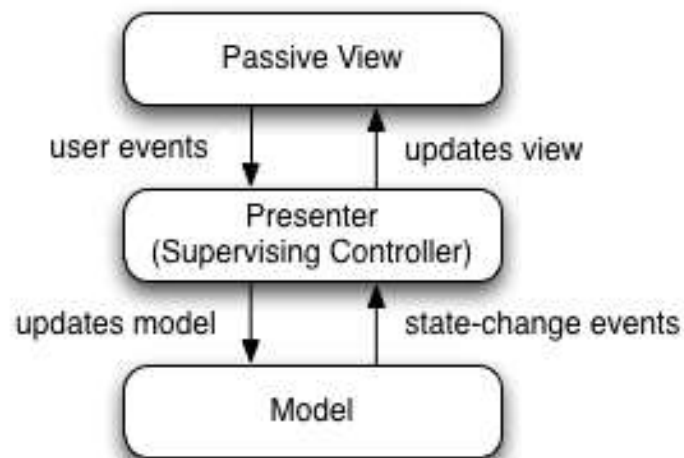 Passive View
user events
updates view
Presenter
(Supervising Controller)
updates model
state-change events
Model